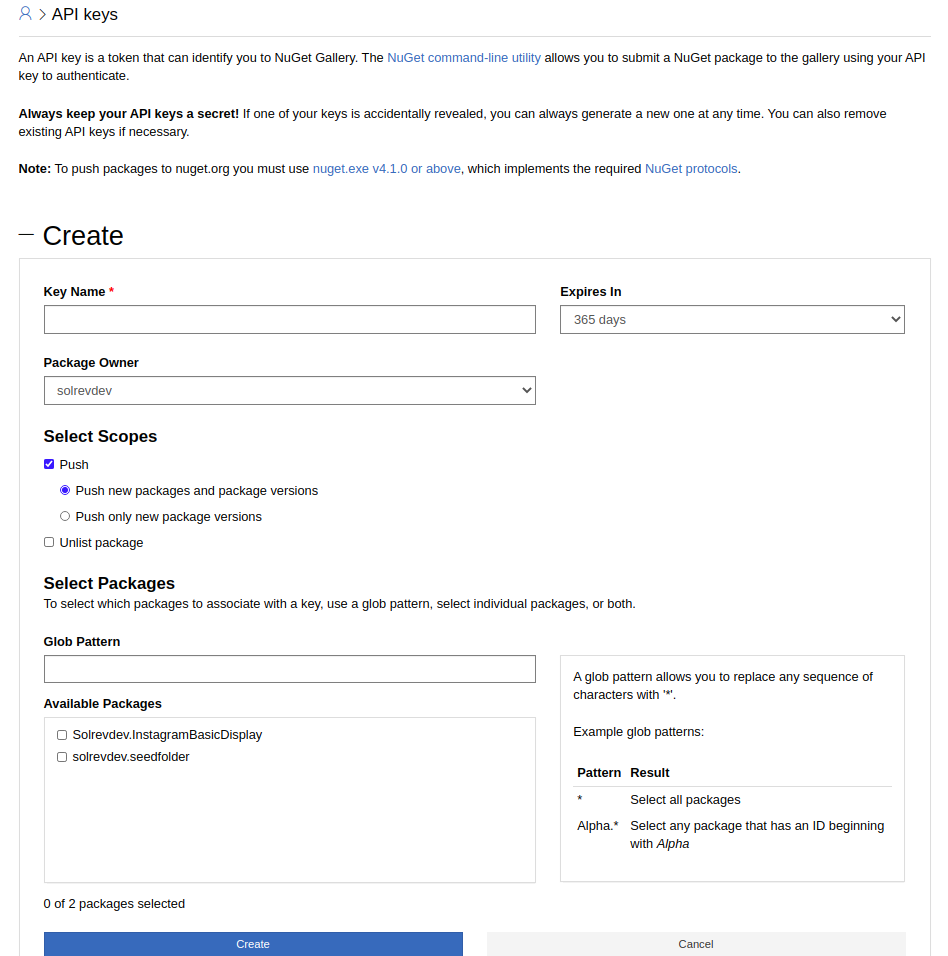 API keys
An API key is a token that can identify you to NuGet Gallery. The NuGet command-line utility allows you to submit a NuGet package to the gallery using your API
key to authenticate.
Always keep your API keys a secret! If one of your keys is accidentally revealed, you can always generate a new one at any time. You can also remove
existing API keys if necessary.
Note: To push packages to nuget.org you must use nuget.exe v4.1.0 or above, which implements the required NuGet protocols.
Create
Key Name *
Expires In
365 days
Package Owner
solrevdev
Select Scopes
Push
Push new packages and package versions
Push only new package versions
Unlist package
Select Packages
To select which packages to associate with a key, use a glob pattern, select individual packages, or both.
Glob Pattern
Available Packages
Solrevdev.InstagramBasicDisplay
solrevdev.seedfolder
A glob pattern allows you to replace any sequence of
characters with '*'.
Example glob patterns:
Pattern Result
* Select all packages
Alpha.* Select any package that has an ID beginning
with Alpha
0 of 2 packages selected
Create
Cancel